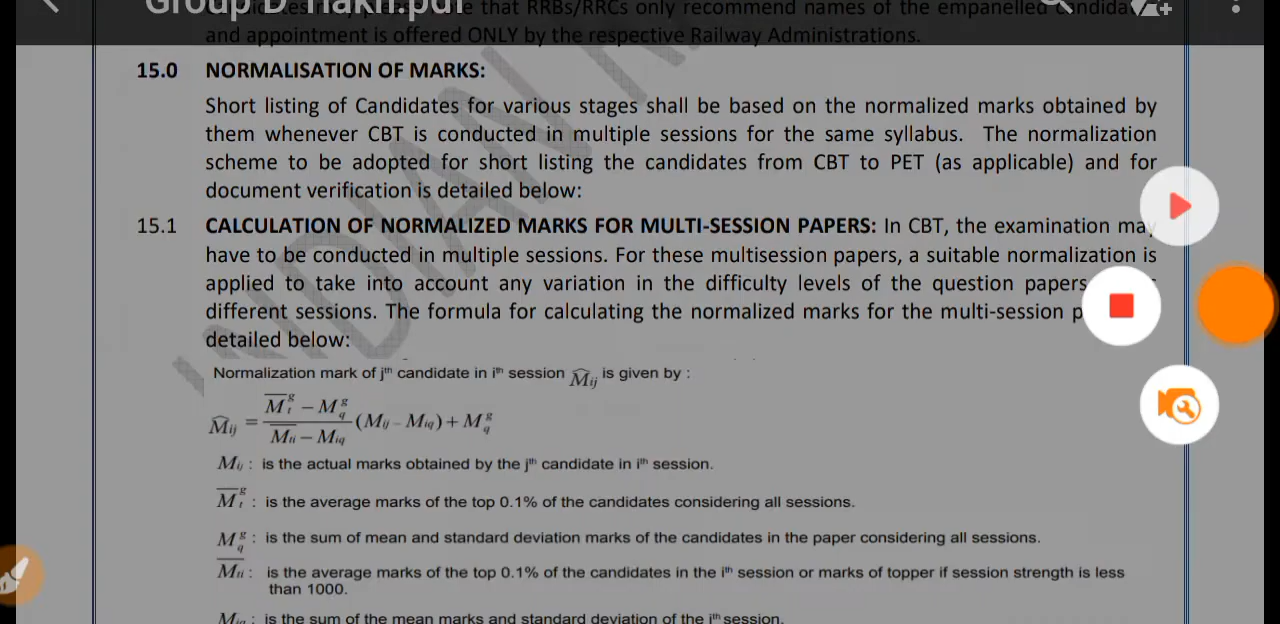 Group D Hakri.pdf
that RRBs/RRCs only recommend names of the empanelled
and appointment is offered ONLY by the respective Railway Administrations.
15.0 NORMALISATION OF MARKS:
Short listing of Candidates for various stages shall be based on the normalized marks obtained by
them whenever CBT is conducted in multiple sessions for the same syllabus. The normalization
scheme to be adopted for short listing the candidates from CBT to PET (as applicable) and for
document verification is detailed below:
15.1 CALCULATION OF NORMALIZED MARKS FOR MULTI-SESSION PAPERS: In CBT, the examination may
have to be conducted in multiple sessions. For these multisession papers, a suitable normalization is
applied to take into account any variation in the difficulty levels of the question papers
different sessions. The formula for calculating the normalized marks for the multi-session
detailed below:
Normalization mark of jth candidate in ith session M̂ij is given by :
M̂ij = (M̄tg − Mqg) / (M̄ti − Miq) (Mij − Miq) + Mqg
Mij : is the actual marks obtained by the jth candidate in ith session.
M̄tg : is the average marks of the top 0.1% of the candidates considering all sessions.
Mqg : is the sum of mean and standard deviation marks of the candidates in the paper considering all sessions.
M̄ti : is the average marks of the top 0.1% of the candidates in the ith session or marks of topper if session strength is less
than 1000.
Miq : is the sum of the mean marks and standard deviation of the ith session.